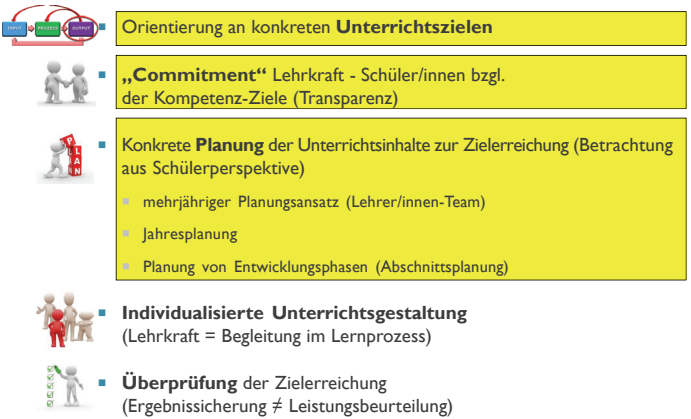 INPUT PROZESS OUTPUT
Orientierung an konkreten Unterrichtszielen
„Commitment“ Lehrkraft - Schüler/innen bzgl.
der Kompetenz-Ziele (Transparenz)
PLAN
Konkrete Planung der Unterrichtsinhalte zur Zielerreichung (Betrachtung
aus Schülerperspektive)
mehrjähriger Planungsansatz (Lehrer/innen-Team)
Jahresplanung
Planung von Entwicklungsphasen (Abschnittsplanung)
Individualisierte Unterrichtsgestaltung
(Lehrkraft = Begleitung im Lernprozess)
Überprüfung der Zielerreichung
(Ergebnissicherung ≠ Leistungsbeurteilung)